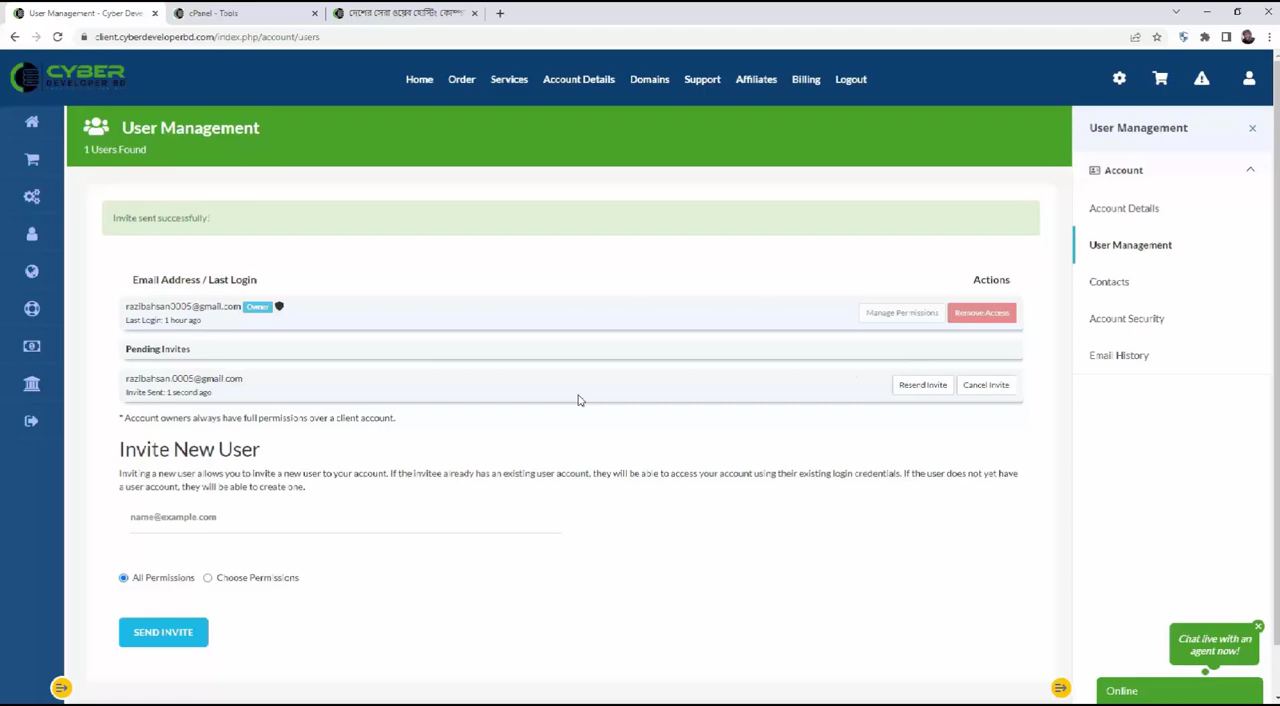 User Management - Cyber Deve
cPanel - Tools
দেশের সেরা ওয়েব হোস্টিং কোম্প
client.cyberdeveloperbd.com/index.php/account/users
CYBER
DEVELOPER BD
Home
Order
Services
Account Details
Domains
Support
Affiliates
Billing
Logout
User Management
1 Users Found
User Management
Account
Account Details
User Management
Contacts
Account Security
Email History
Invite sent successfully!
Email Address / Last Login
Actions
razibahsan0005@gmail.com Owner
Last Login: 1 hour ago
Manage Permissions
Remove Access
Pending Invites
razibahsan.0005@gmail.com
Invite Sent: 1 second ago
Resend Invite
Cancel Invite
* Account owners always have full permissions over a client account.
Invite New User
Inviting a new user allows you to invite a new user to your account. If the invitee already has an existing user account, they will be able to access your account using their existing login credentials. If the user does not yet have
a user account, they will be able to create one.
name@example.com
All Permissions
Choose Permissions
SEND INVITE
Chat live with an
agent now!
Online